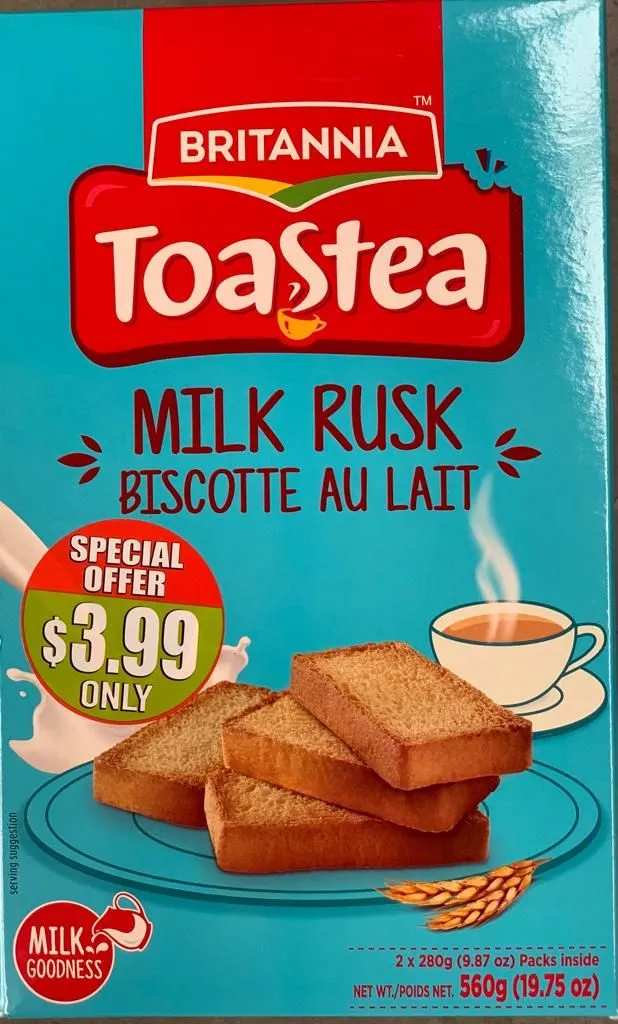 BRITANNIA
TM
Toastea
MILK RUSK
BISCOTTE AU LAIT
SPECIAL
OFFER
$3.99
ONLY
serving suggestion
MILK
GOODNESS
2 x 280g (9.87 oz) Packs inside
NET WT./POIDS NET. 560g (19.75 oz)